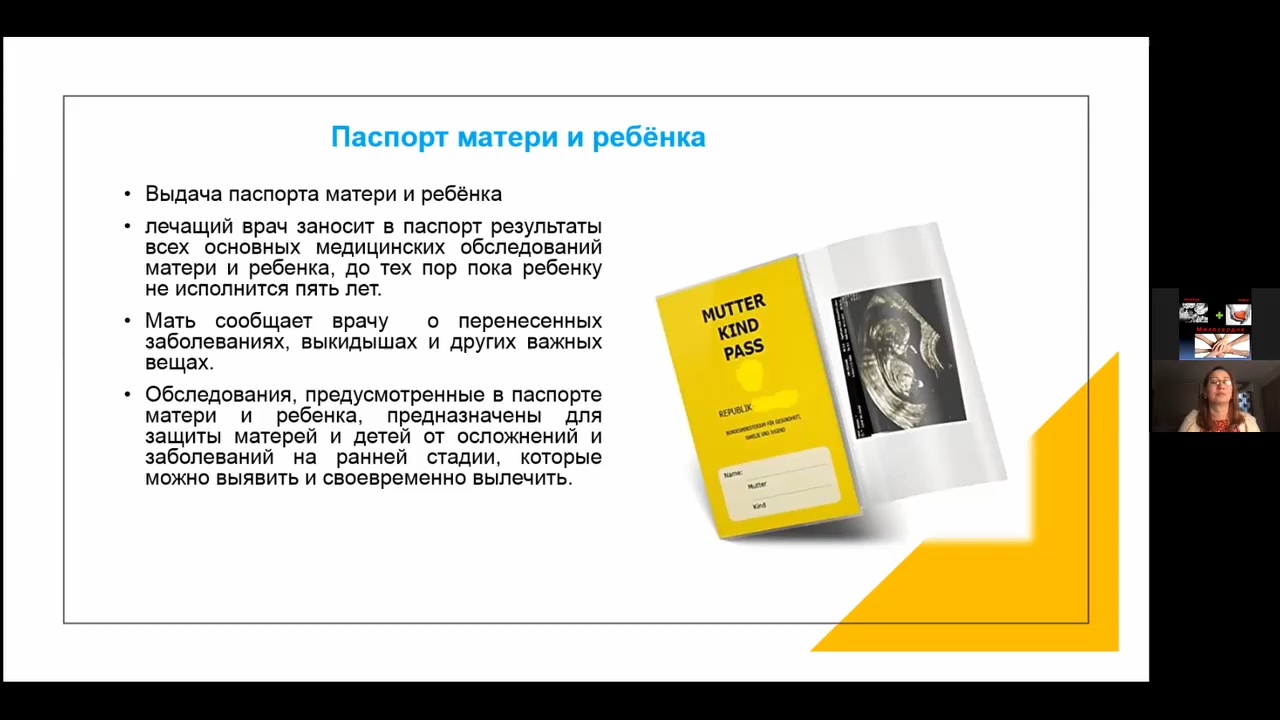 Паспорт матери и ребёнка
• Выдача паспорта матери и ребёнка
• лечащий врач заносит в паспорт результаты
всех основных медицинских обследований
матери и ребенка, до тех пор пока ребенку
не исполнится пять лет.
• Мать сообщает врачу о перенесенных
заболеваниях, выкидышах и других важных
вещах.
• Обследования, предусмотренные в паспорте
матери и ребенка, предназначены для
защиты матерей и детей от осложнений и
заболеваний на ранней стадии, которые
можно выявить и своевременно вылечить.
MUTTER
KIND
PASS
REPUBLIK
BUNDESMINISTERIUM FÜR GESUNDHEIT,
FAMILIE UND JUGEND
Name:
Mutter
Kind
Милосердие